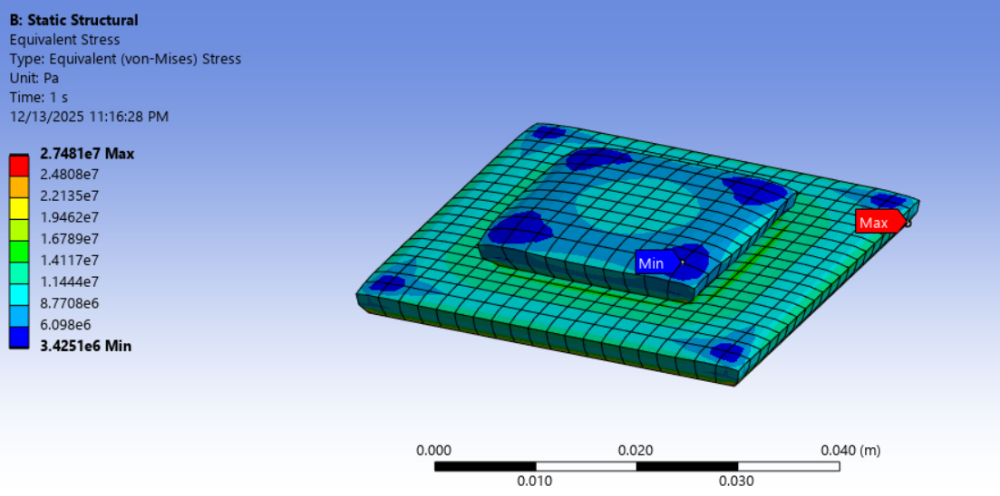 B: Static Structural
Equivalent Stress
Type: Equivalent (von-Mises) Stress
Unit: Pa
Time: 1 s
12/13/2025 11:16:28 PM
2.7481e7 Max
2.4808e7
2.2135e7
1.9462e7
1.6789e7
1.4117e7
1.1444e7
8.7708e6
6.098e6
3.4251e6 Min
Max
Min
0.000 0.020 0.040 (m)
0.010 0.030